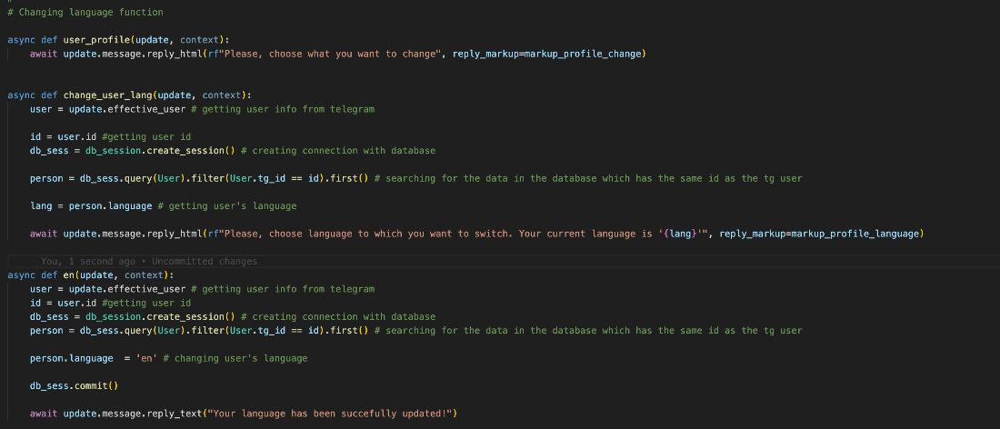 # Changing language function
async def user_profile(update, context):
    await update.message.reply_html(rf"Please, choose what you want to change", reply_markup=markup_profile_change)
async def change_user_lang(update, context):
    user = update.effective_user # getting user info from telegram
    id = user.id #getting user id
    db_sess = db_session.create_session() # creating connection with database
    person = db_sess.query(User).filter(User.tg_id == id).first() # searching for the data in the database which has the same id as the tg user
    lang = person.language # getting user's language
    await update.message.reply_html(rf"Please, choose language to which you want to switch. Your current language is '{lang}'", reply_markup=markup_profile_language)
You, 1 second ago • Uncommitted changes
async def en(update, context):
    user = update.effective_user # getting user info from telegram
    id = user.id #getting user id
    db_sess = db_session.create_session() # creating connection with database
    person = db_sess.query(User).filter(User.tg_id == id).first() # searching for the data in the database which has the same id as the tg user
    person.language  = 'en' # changing user's language
    db_sess.commit()
    await update.message.reply_text("Your language has been succefully updated!")